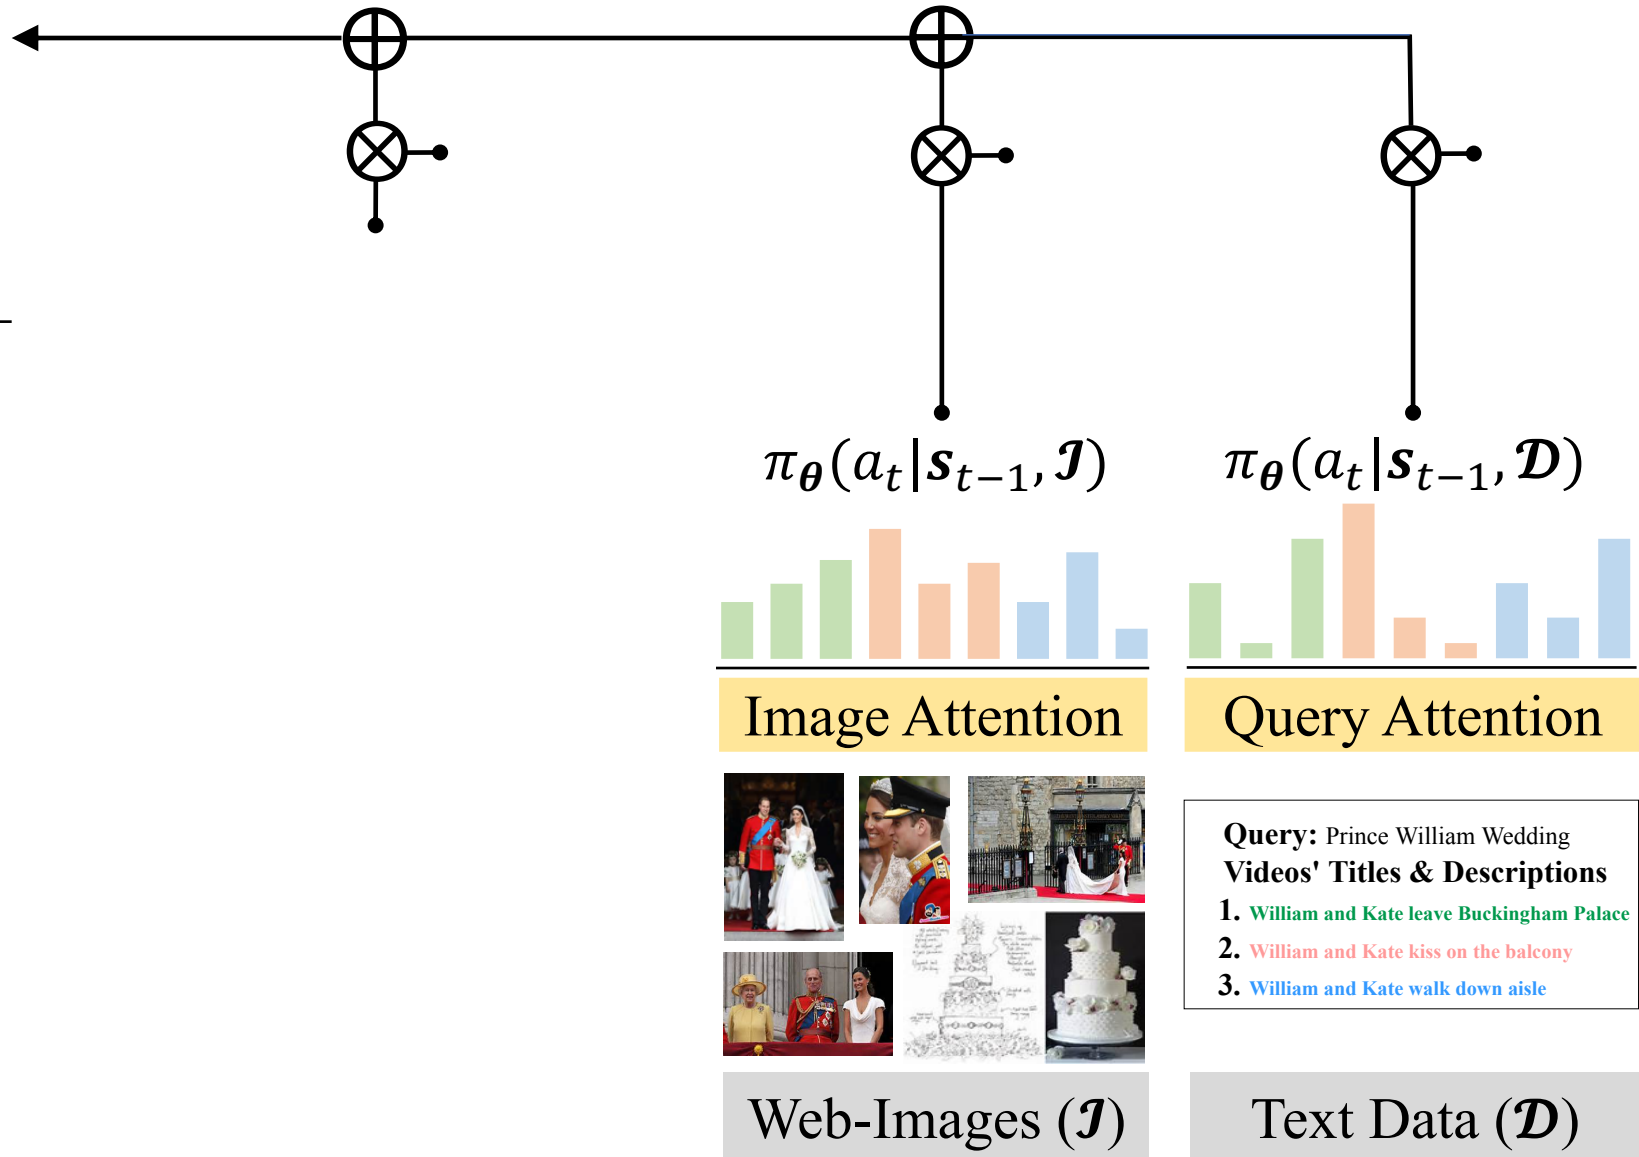 π𝜽(aₜ|𝒔ₜ₋₁, 𝓘)
π𝜽(aₜ|𝒔ₜ₋₁, 𝓓)
Image Attention
Query Attention
Query: Prince William Wedding
Videos' Titles & Descriptions
1. William and Kate leave Buckingham Palace
2. William and Kate kiss on the balcony
3. William and Kate walk down aisle
Web-Images (𝓘)
Text Data (𝓓)